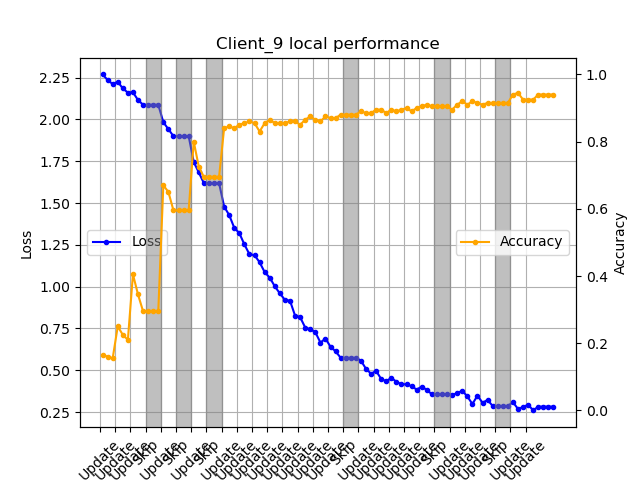 Client_9 local performance
2.25
2.00
1.75
1.50
1.25
1.00
0.75
0.50
0.25
Loss
1.0
0.8
0.6
0.4
0.2
0.0
Accuracy
Loss
Accuracy
Update
Update
Update
Skip
Update
Skip
Update
Skip
Update
Update
Update
Update
Update
Update
Update
Update
Skip
Update
Update
Update
Update
Update
Skip
Update
Update
Update
Skip
Update
Update